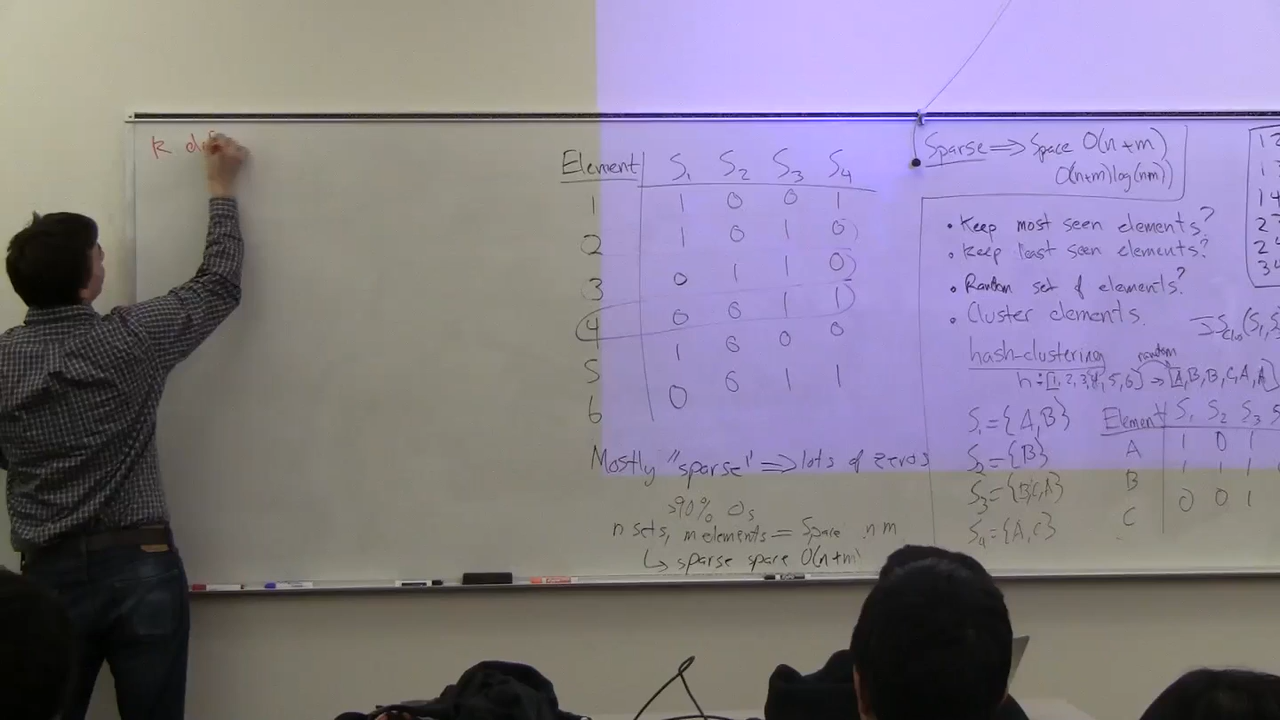 k
Element S1 S2 S3 S4
1 1 0 0 1
2 1 0 1 0
3 0 1 1 0
4 0 0 1 1
5 1 0 0 0
6 0 0 1 1
Mostly "sparse" ⇒ lots of zeros
>90% 0s
n sets, m elements = Space nm
↳ sparse space O(n+m)
Sparse ⇒ Space O(n+m)
O(n+m)log(nm))
• Keep most seen elements?
• Keep least seen elements?
• Random set of elements?
• Cluster elements.
hash-clustering random
h:[1,2,3,4,5,6] → [A,B,B,C,A,A]
S1={A,B}
S2={B}
S3={B,C,A}
S4={A,C}
Element S1 S2 S3
A 1 0 1
B 1 1 1
C 0 0 1